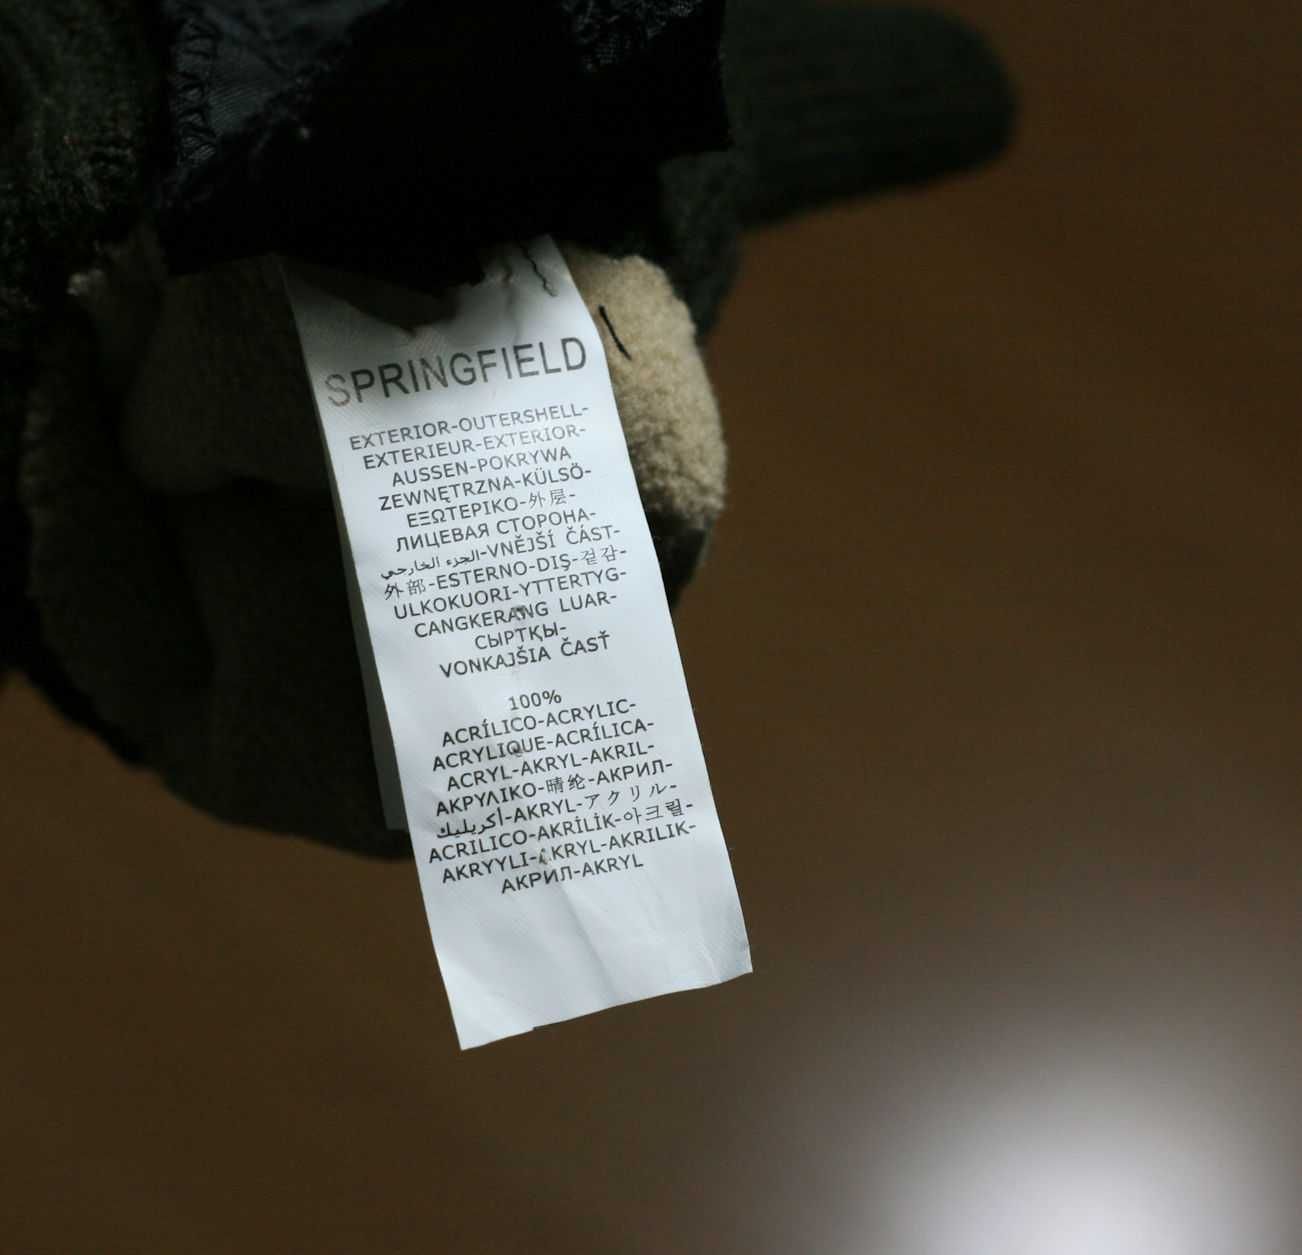 SPRINGFIELD
EXTERIOR-OUTERSHELL-
EXTERIEUR-EXTERIOR-
AUSSEN-POKRYWA
ZEWNĘTRZNA-KÜLSÖ-
ΕΞΩΤΕΡΙΚΟ-外层-
ЛИЦЕВАЯ СТОРОНА-
الجزء الخارجي-VNĚJŠÍ ČÁST-
外部-ESTERNO-DIŞ-겉감-
ULKOKUORI-YTTERTYG-
CANGKERANG LUAR-
СЫРТҚЫ-
VONKAJŠIA ČASŤ
100%
ACRÍLICO-ACRYLIC-
ACRYLIQUE-ACRÍLICA-
ACRYL-AKRYL-AKRIL-
ΑΚΡΥΛΙΚΟ-晴纶-АКРИЛ-
أكريليك-AKRYL-アクリル-
ACRILICO-AKRİLİK-아크릴-
AKRYYLI-AKRYL-AKRILIK-
АКРИЛ-AKRYL